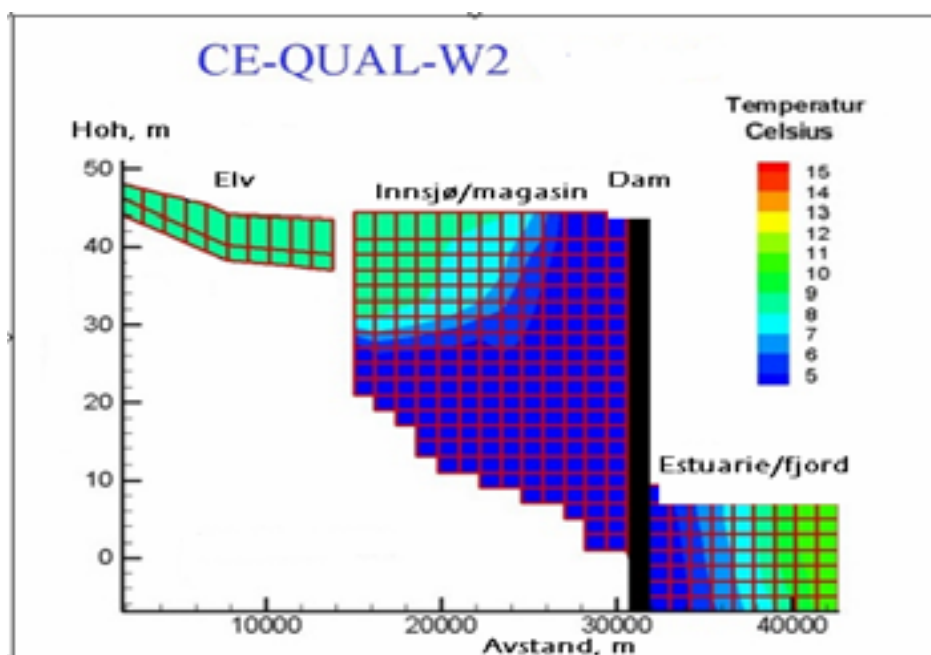 CE-QUAL-W2
Temperatur
Celsius
Hoh, m
Elv
Innsjø/magasin
Dam
50
40
30
20
10
0
15
14
13
12
11
10
9
8
7
6
5
Estuarie/fjord
10000
20000
30000
40000
Avstand, m